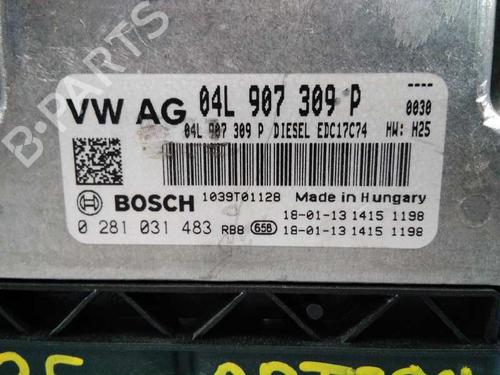 B-PARTS
VW AG 04L 907 309 P
---- 
0030
04L 907 309 P DIESEL EDC17C74 HW: H25
BOSCH 1039T01128 Made in Hungary
18-01-13 1415 1198
0 281 031 483 RBB 658 18-01-13 1415 1198